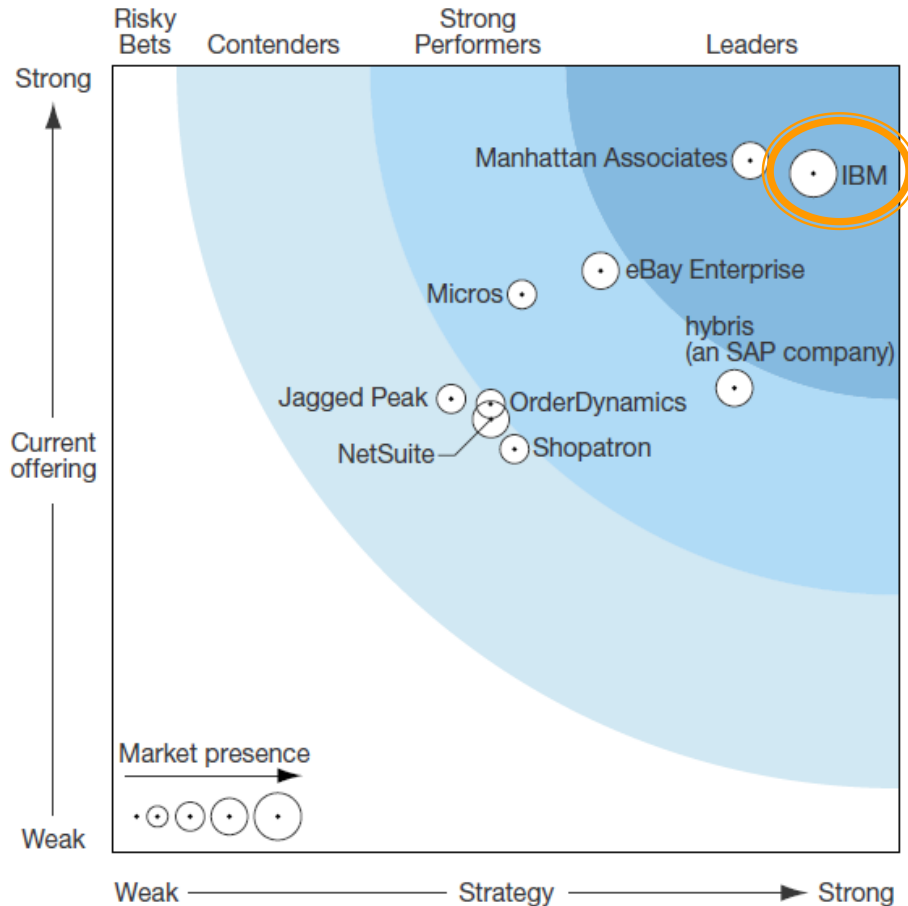 Risky
Bets
Contenders
Strong
Performers
Leaders
Strong
Manhattan Associates
IBM
eBay Enterprise
Micros
hybris
(an SAP company)
Jagged Peak
OrderDynamics
NetSuite
Shopatron
Current
offering
Market presence
Weak
Weak
Strategy
Strong